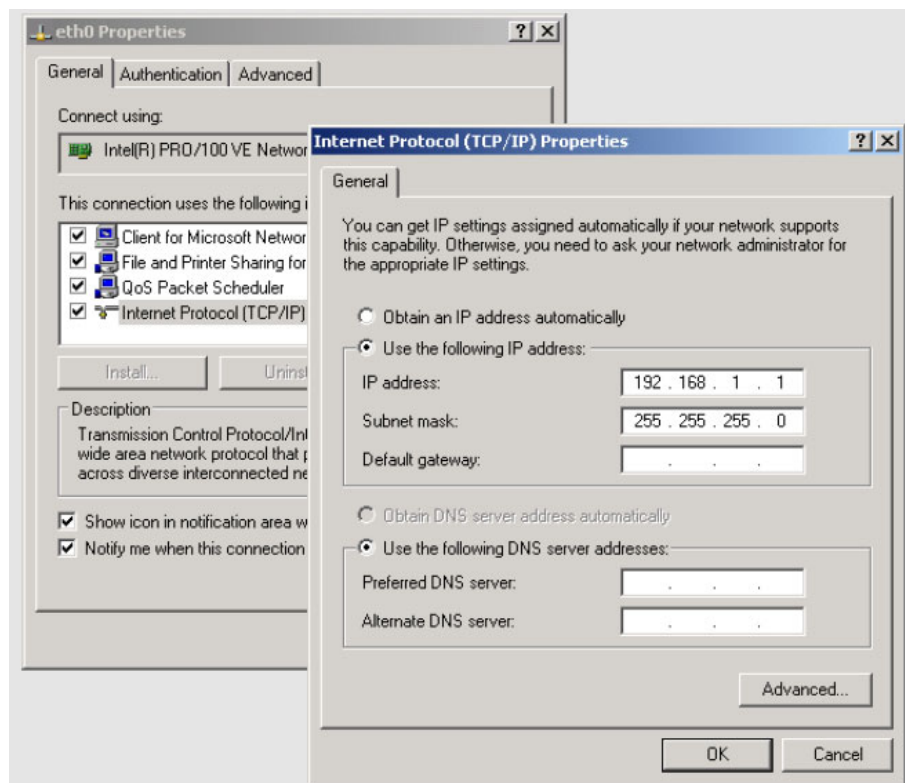 eth0 Properties
General Authentication Advanced
Connect using:
Intel(R) PRO/100 VE Networ
This connection uses the following i
Client for Microsoft Networ
File and Printer Sharing for
QoS Packet Scheduler
Internet Protocol (TCP/IP)
Install... Uninst
Description
Transmission Control Protocol/Int
wide area network protocol that p
across diverse interconnected ne
Show icon in notification area w
Notify me when this connection
Internet Protocol (TCP/IP) Properties
General
You can get IP settings assigned automatically if your network supports
this capability. Otherwise, you need to ask your network administrator for
the appropriate IP settings.
Obtain an IP address automatically
Use the following IP address:
IP address: 192 . 168 . 1 . 1
Subnet mask: 255 . 255 . 255 . 0
Default gateway: . . .
Obtain DNS server address automatically
Use the following DNS server addresses:
Preferred DNS server: . . .
Alternate DNS server: . . .
Advanced...
OK Cancel